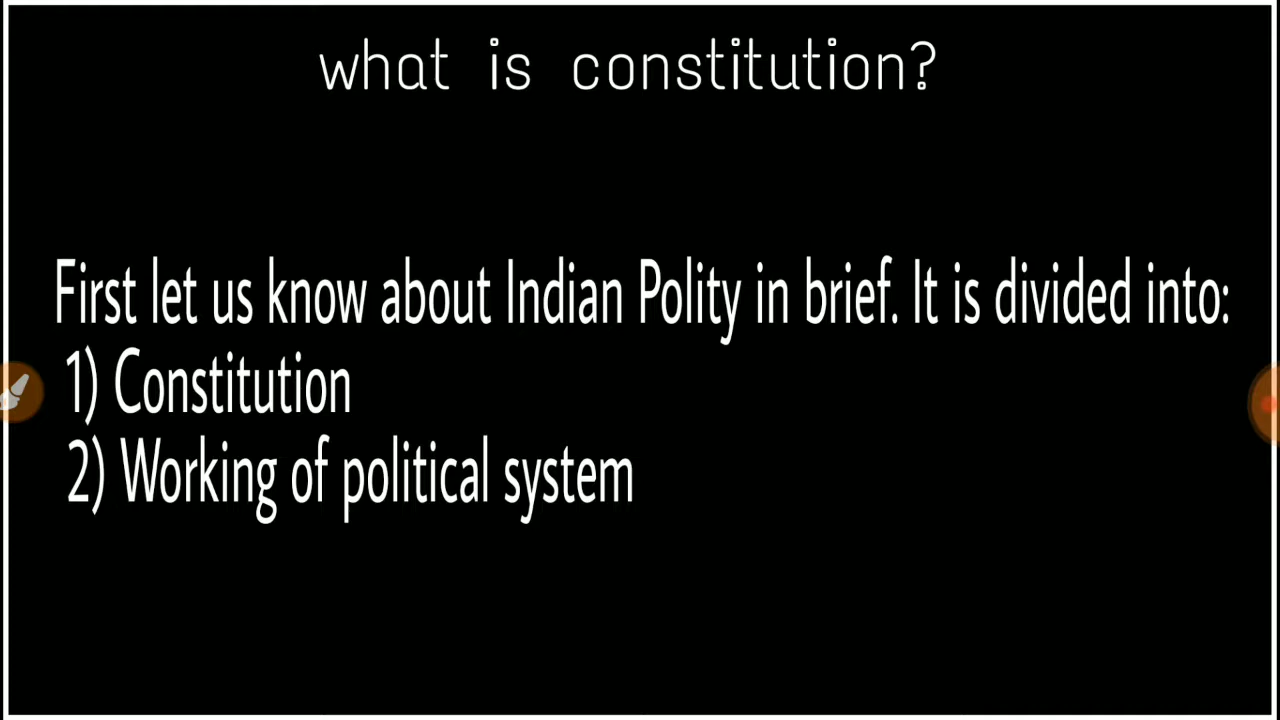 what is constitution?
First let us know about Indian Polity in brief. It is divided into:
1) Constitution
2) Working of political system